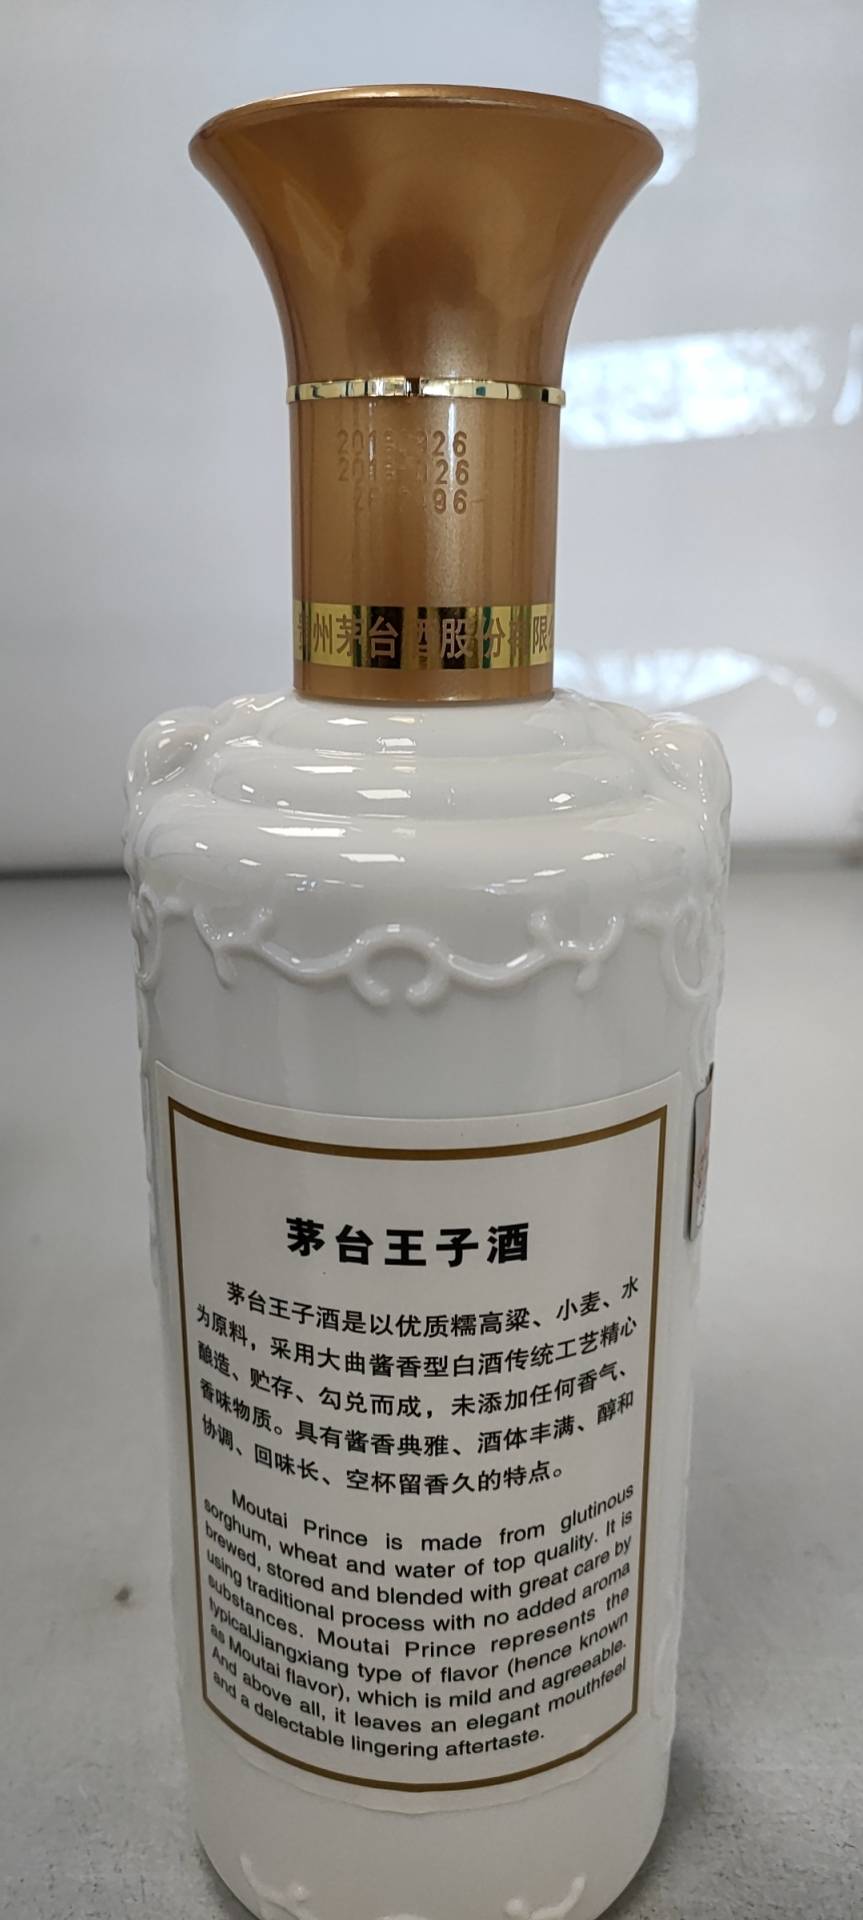 贵州茅台酒股份有限公
茅台王子酒
茅台王子酒是以优质糯高粱、小麦、水
为原料，采用大曲酱香型白酒传统工艺精心
酿造、贮存、勾兑而成，未添加任何香气、
香味物质。具有酱香典雅、酒体丰满、醇和
协调、回味长、空杯留香久的特点。
Moutai Prince is made from glutinous
sorghum, wheat and water of top quality. It is
brewed, stored and blended with great care by
using traditional process with no added aroma
substances. Moutai Prince represents the
typicalJiangxiang type of flavor (hence known
as Moutai flavor), which is mild and agreeable.
And above all, it leaves an elegant mouthfeel
and a delectable lingering aftertaste.